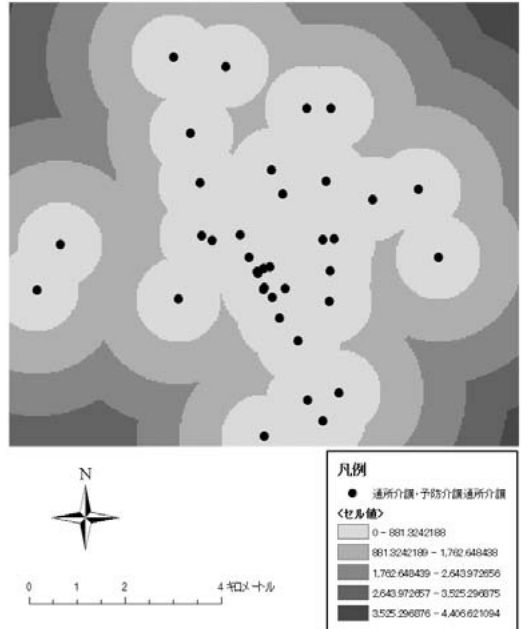 N
0 1 2 4 キロメートル
凡例
通所介護・予防介護通所介護
<セル値>
0 - 881.3242188
881.3242189 - 1,762.648438
1,762.648439 - 2,643.972656
2,643.972657 - 3,525.296875
3,525.296876 - 4,406.621094